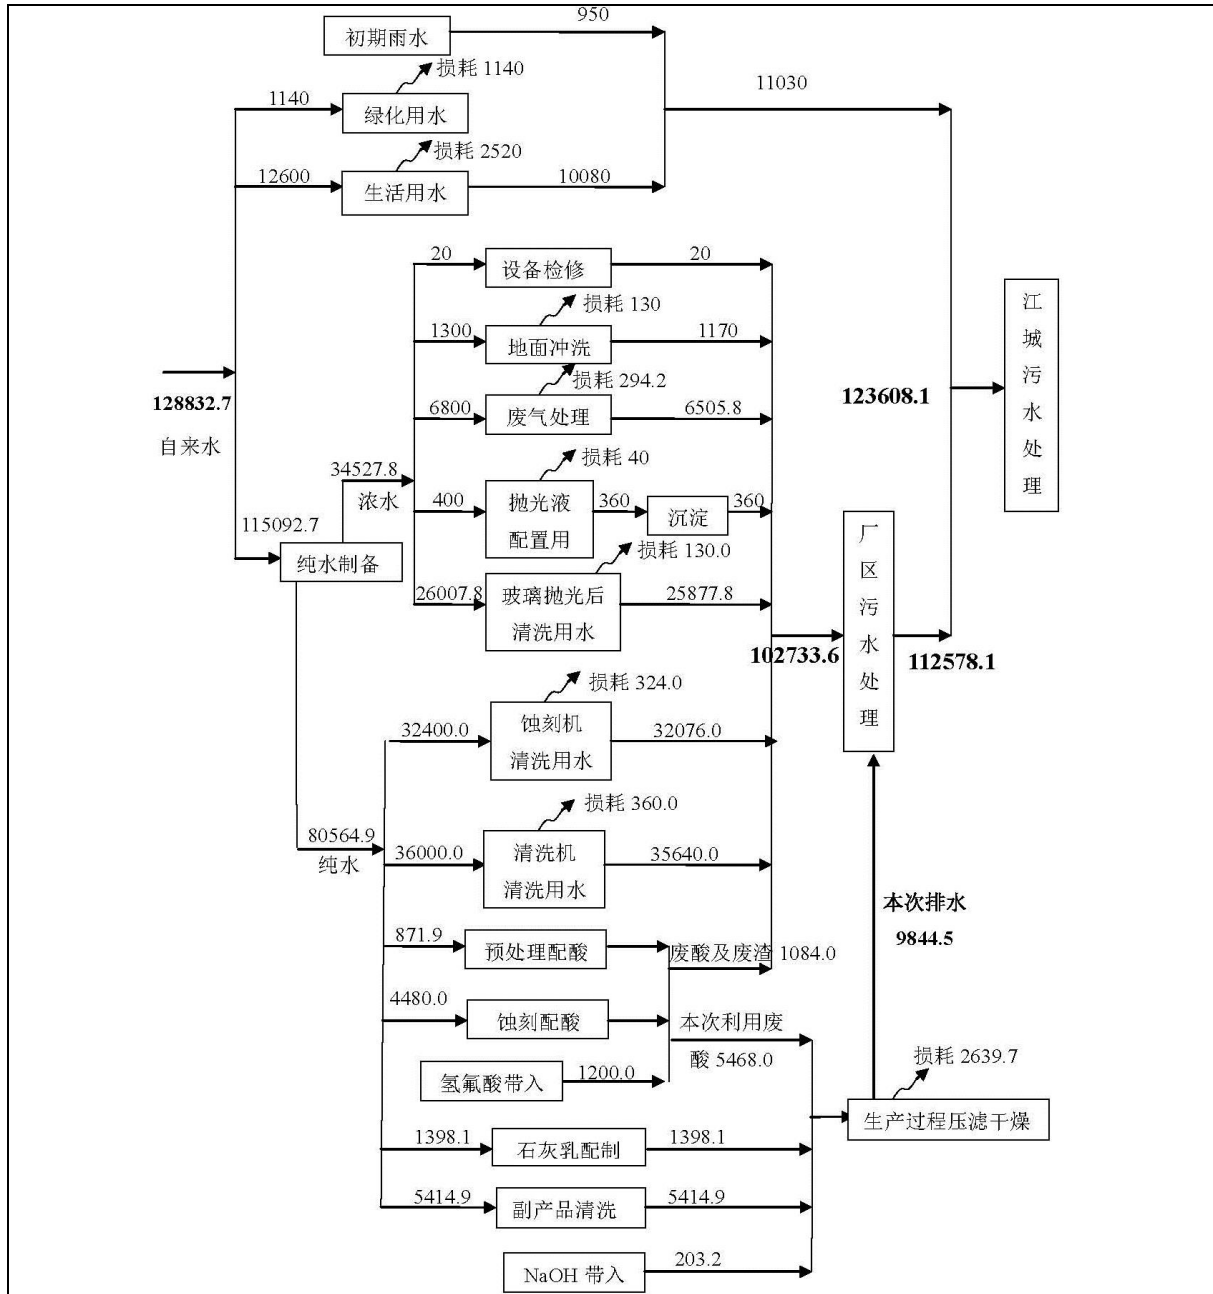 950
初期雨水
损耗 1140
1140
绿化用水
11030
损耗 2520
12600
生活用水
10080
20
设备检修
20
损耗 130
1300
地面冲洗
1170
损耗 294.2
6800
废气处理
6505.8
128832.7
自来水
123608.1
江城污水处理
34527.8
浓水
损耗 40
400
抛光液
配置用
360
沉淀
360
115092.7
纯水制备
损耗 130.0
26007.8
玻璃抛光后
清洗用水
25877.8
102733.6
厂区污水处理
112578.1
损耗 324.0
32400.0
蚀刻机
清洗用水
32076.0
损耗 360.0
80564.9
纯水
36000.0
清洗机
清洗用水
35640.0
本次排水
9844.5
871.9
预处理配酸
废酸及废渣 1084.0
4480.0
蚀刻配酸
本次利用废
酸 5468.0
氢氟酸带入
1200.0
损耗 2639.7
生产过程压滤干燥
1398.1
石灰乳配制
1398.1
5414.9
副产品清洗
5414.9
NaOH 带入
203.2